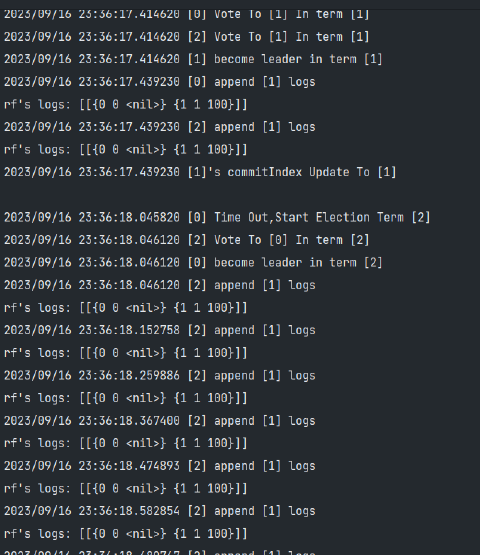 2023/09/16 23:36:17.414620 [0] Vote To [1] In term [1]
2023/09/16 23:36:17.414620 [2] Vote To [1] In term [1]
2023/09/16 23:36:17.414620 [1] become leader in term [1]
2023/09/16 23:36:17.439230 [0] append [1] logs
rf's logs: [[{0 0 <nil>} {1 1 100}]]
2023/09/16 23:36:17.439230 [2] append [1] logs
rf's logs: [[{0 0 <nil>} {1 1 100}]]
2023/09/16 23:36:17.439230 [1]'s commitIndex Update To [1]
2023/09/16 23:36:18.045820 [0] Time Out,Start Election Term [2]
2023/09/16 23:36:18.046120 [2] Vote To [0] In term [2]
2023/09/16 23:36:18.046120 [0] become leader in term [2]
2023/09/16 23:36:18.046120 [2] append [1] logs
rf's logs: [[{0 0 <nil>} {1 1 100}]]
2023/09/16 23:36:18.152758 [2] append [1] logs
rf's logs: [[{0 0 <nil>} {1 1 100}]]
2023/09/16 23:36:18.259886 [2] append [1] logs
rf's logs: [[{0 0 <nil>} {1 1 100}]]
2023/09/16 23:36:18.367400 [2] append [1] logs
rf's logs: [[{0 0 <nil>} {1 1 100}]]
2023/09/16 23:36:18.474893 [2] append [1] logs
rf's logs: [[{0 0 <nil>} {1 1 100}]]
2023/09/16 23:36:18.582854 [2] append [1] logs
rf's logs: [[{0 0 <nil>} {1 1 100}]]
2023/09/16 [2] append [1] logs